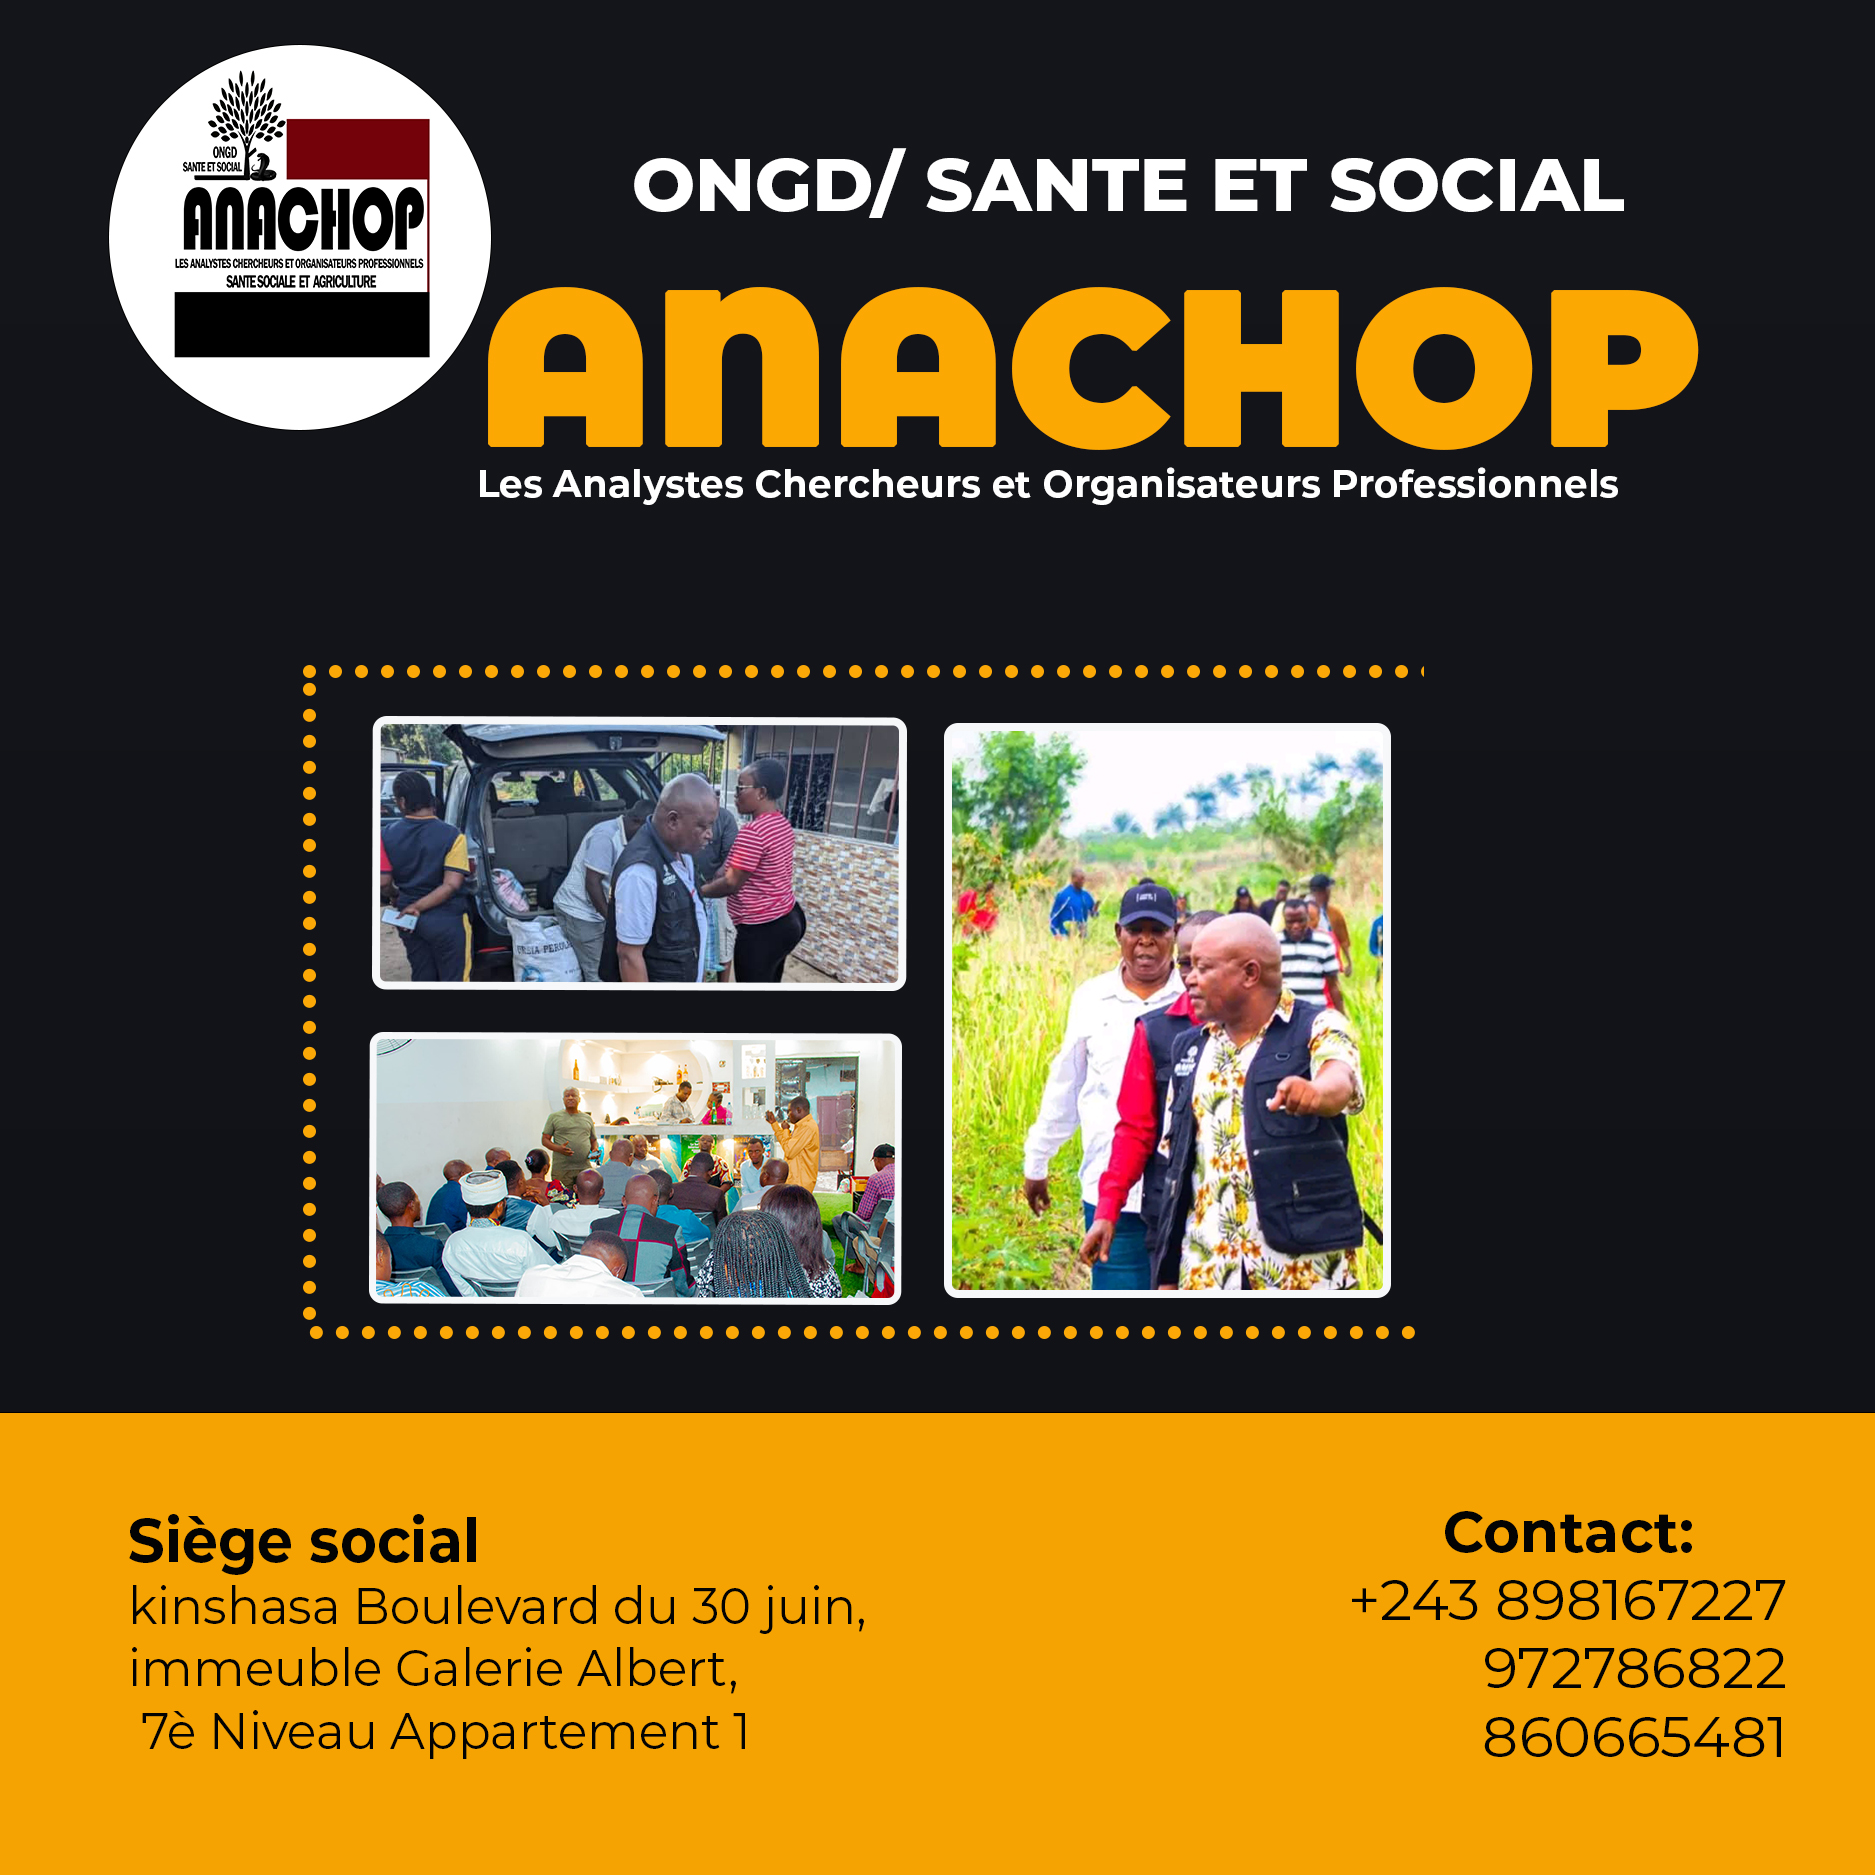 ONGD
SANTE ET SOCIAL
ANACHOP
LES ANALYSTES CHERCHEURS ET ORGANISATEURS PROFESSIONNELS
SANTE SOCIALE ET AGRICULTURE
ONGD/ SANTE ET SOCIAL
ANACHOP
Les Analystes Chercheurs et Organisateurs Professionnels
Siège social
kinshasa Boulevard du 30 juin,
immeuble Galerie Albert,
7è Niveau Appartement 1
Contact:
+243 898167227
972786822
860665481